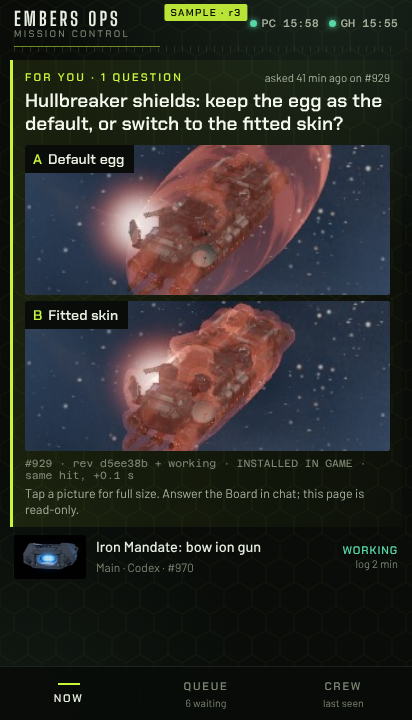 EMBERS OPS
MISSION CONTROL
SAMPLE · r3
PC 15:58
GH 15:55
FOR YOU · 1 QUESTION
asked 41 min ago on #929
Hullbreaker shields: keep the egg as the
default, or switch to the fitted skin?
A Default egg
B Fitted skin
#929 · rev d5ee38b + working · INSTALLED IN GAME ·
same hit, +0.1 s
Tap a picture for full size. Answer the Board in chat; this page is
read-only.
Iron Mandate: bow ion gun
WORKING
Main · Codex · #970
log 2 min
NOW
QUEUE
6 waiting
CREW
last seen